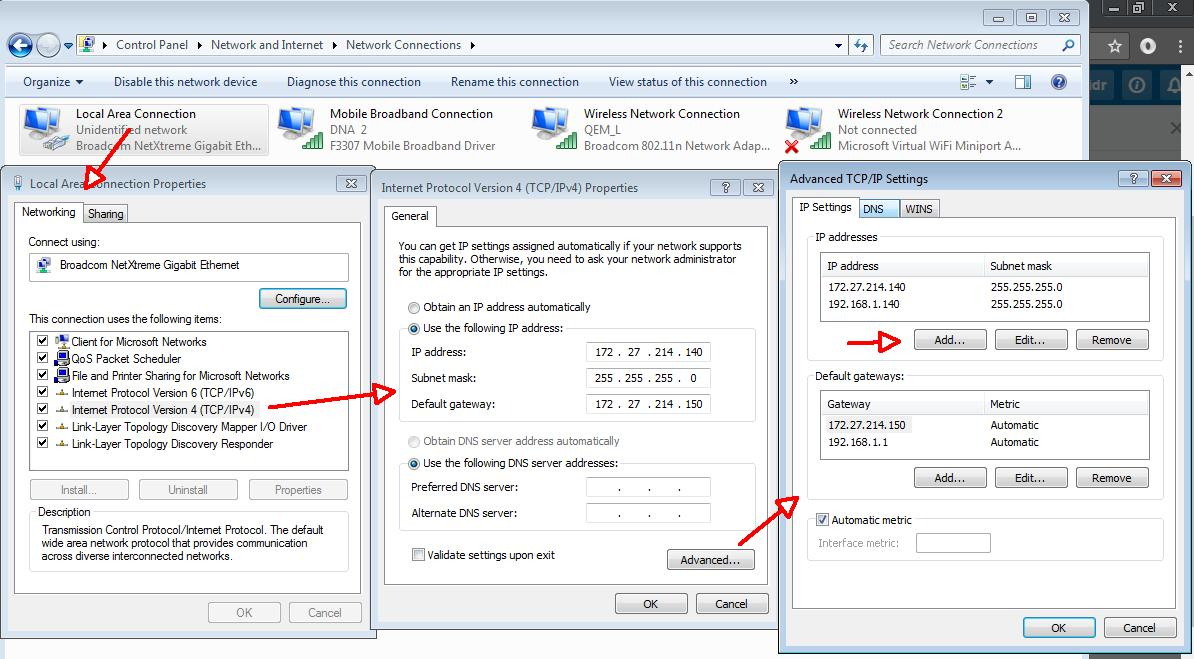 Control Panel
Network and Internet
Network Connections
Search Network Connections
Organize
Disable this network device
Diagnose this connection
Rename this connection
View status of this connection
»
Local Area Connection
Unidentified network
Broadcom NetXtreme Gigabit Eth...
Mobile Broadband Connection
DNA 2
F3307 Mobile Broadband Driver
Wireless Network Connection
QEM_L
Broadcom 802.11n Network Adap...
Wireless Network Connection 2
Not connected
Microsoft Virtual WiFi Miniport A...
Local Area Connection Properties
Networking
Sharing
Connect using:
Broadcom NetXtreme Gigabit Ethernet
Configure...
This connection uses the following items:
Client for Microsoft Networks
QoS Packet Scheduler
File and Printer Sharing for Microsoft Networks
Internet Protocol Version 6 (TCP/IPv6)
Internet Protocol Version 4 (TCP/IPv4)
Link-Layer Topology Discovery Mapper I/O Driver
Link-Layer Topology Discovery Responder
Install...
Uninstall
Properties
Description
Transmission Control Protocol/Internet Protocol. The default
wide area network protocol that provides communication
across diverse interconnected networks.
OK
Cancel
Internet Protocol Version 4 (TCP/IPv4) Properties
General
You can get IP settings assigned automatically if your network supports
this capability. Otherwise, you need to ask your network administrator
for the appropriate IP settings.
Obtain an IP address automatically
Use the following IP address:
IP address:
172 . 27 . 214 . 140
Subnet mask:
255 . 255 . 255 . 0
Default gateway:
172 . 27 . 214 . 150
Obtain DNS server address automatically
Use the following DNS server addresses:
Preferred DNS server:
. . .
Alternate DNS server:
. . .
Validate settings upon exit
Advanced...
OK
Cancel
Advanced TCP/IP Settings
IP Settings
DNS
WINS
IP addresses
IP address
Subnet mask
172.27.214.140
255.255.255.0
192.168.1.140
255.255.255.0
Add...
Edit...
Remove
Default gateways:
Gateway
Metric
172.27.214.150
Automatic
192.168.1.1
Automatic
Add...
Edit...
Remove
Automatic metric
Interface metric:
OK
Cancel